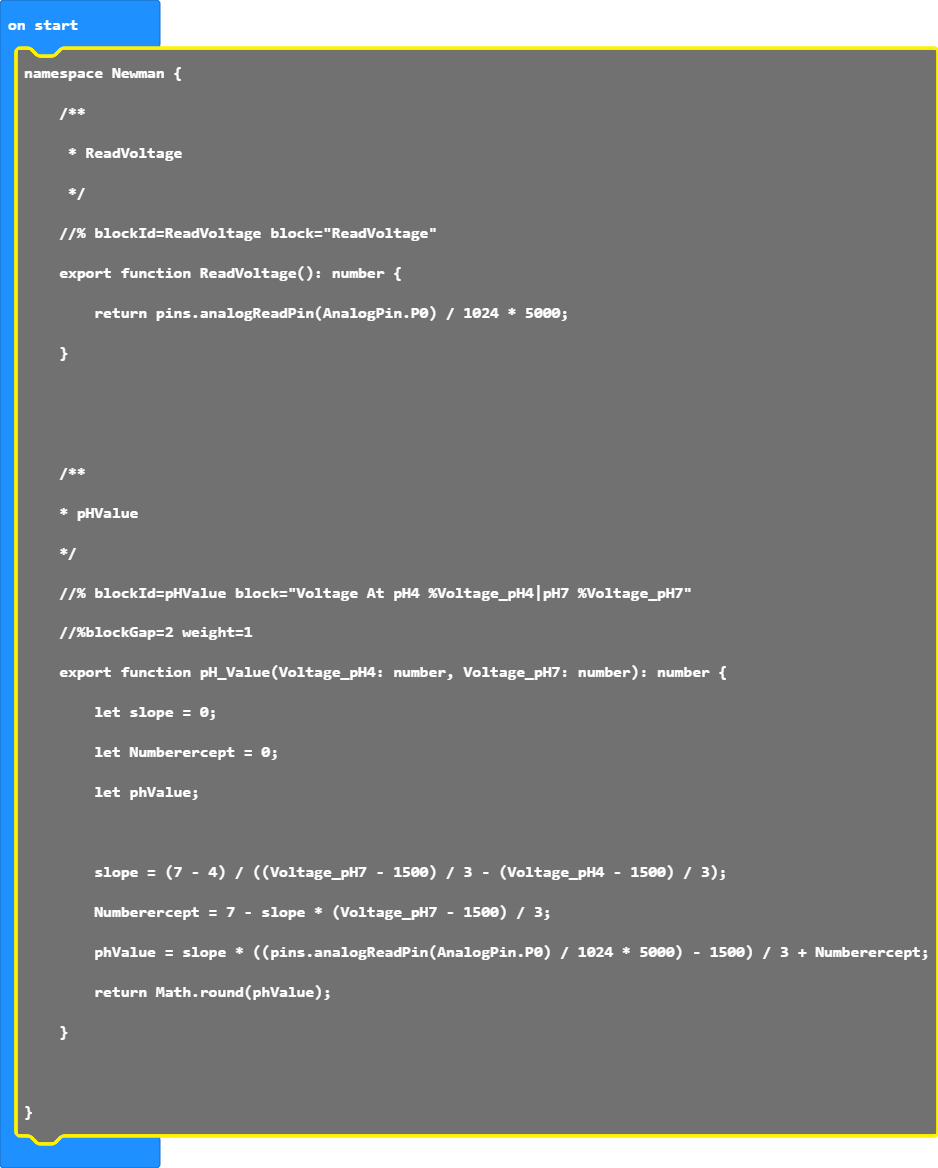 on start
namespace Newman {
/**
* ReadVoltage
*/
//% blockId=ReadVoltage block="ReadVoltage"
export function ReadVoltage(): number {
return pins.analogReadPin(AnalogPin.P0) / 1024 * 5000;
}
/**
* pHValue
*/
//% blockId=pHValue block="Voltage At pH4 %Voltage_pH4|pH7 %Voltage_pH7"
//%blockGap=2 weight=1
export function pH_Value(Voltage_pH4: number, Voltage_pH7: number): number {
let slope = 0;
let Numberercept = 0;
let phValue;
slope = (7 - 4) / ((Voltage_pH7 - 1500) / 3 - (Voltage_pH4 - 1500) / 3);
Numberercept = 7 - slope * (Voltage_pH7 - 1500) / 3;
phValue = slope * ((pins.analogReadPin(AnalogPin.P0) / 1024 * 5000) - 1500) / 3 + Numberercept;
return Math.round(phValue);
}
}